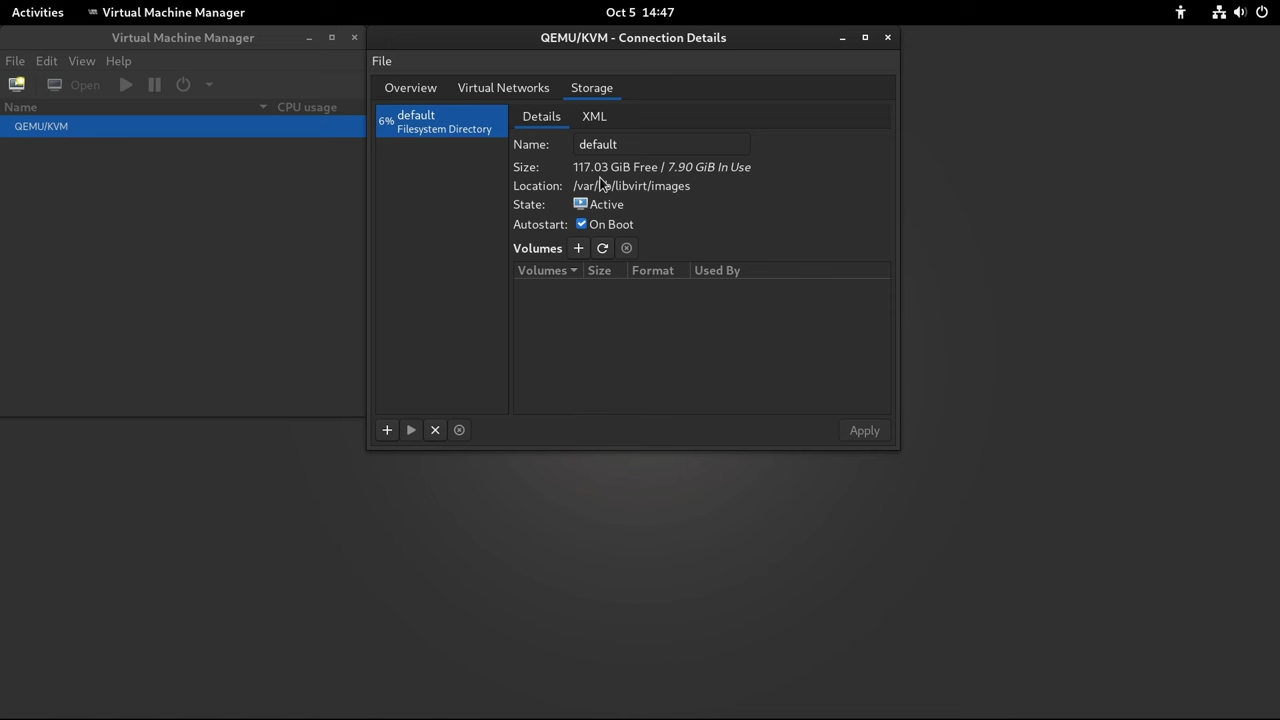 Activities Virtual Machine Manager Oct 5 14:47
Virtual Machine Manager
File Edit View Help
Open
Name CPU usage
QEMU/KVM
QEMU/KVM - Connection Details
File
Overview Virtual Networks Storage
6% default
Filesystem Directory
Details XML
Name: default
Size: 117.03 GiB Free / 7.90 GiB In Use
Location: /libvirt/images
State: Active
Autostart: On Boot
Volumes
Volumes Size Format Used By
Apply